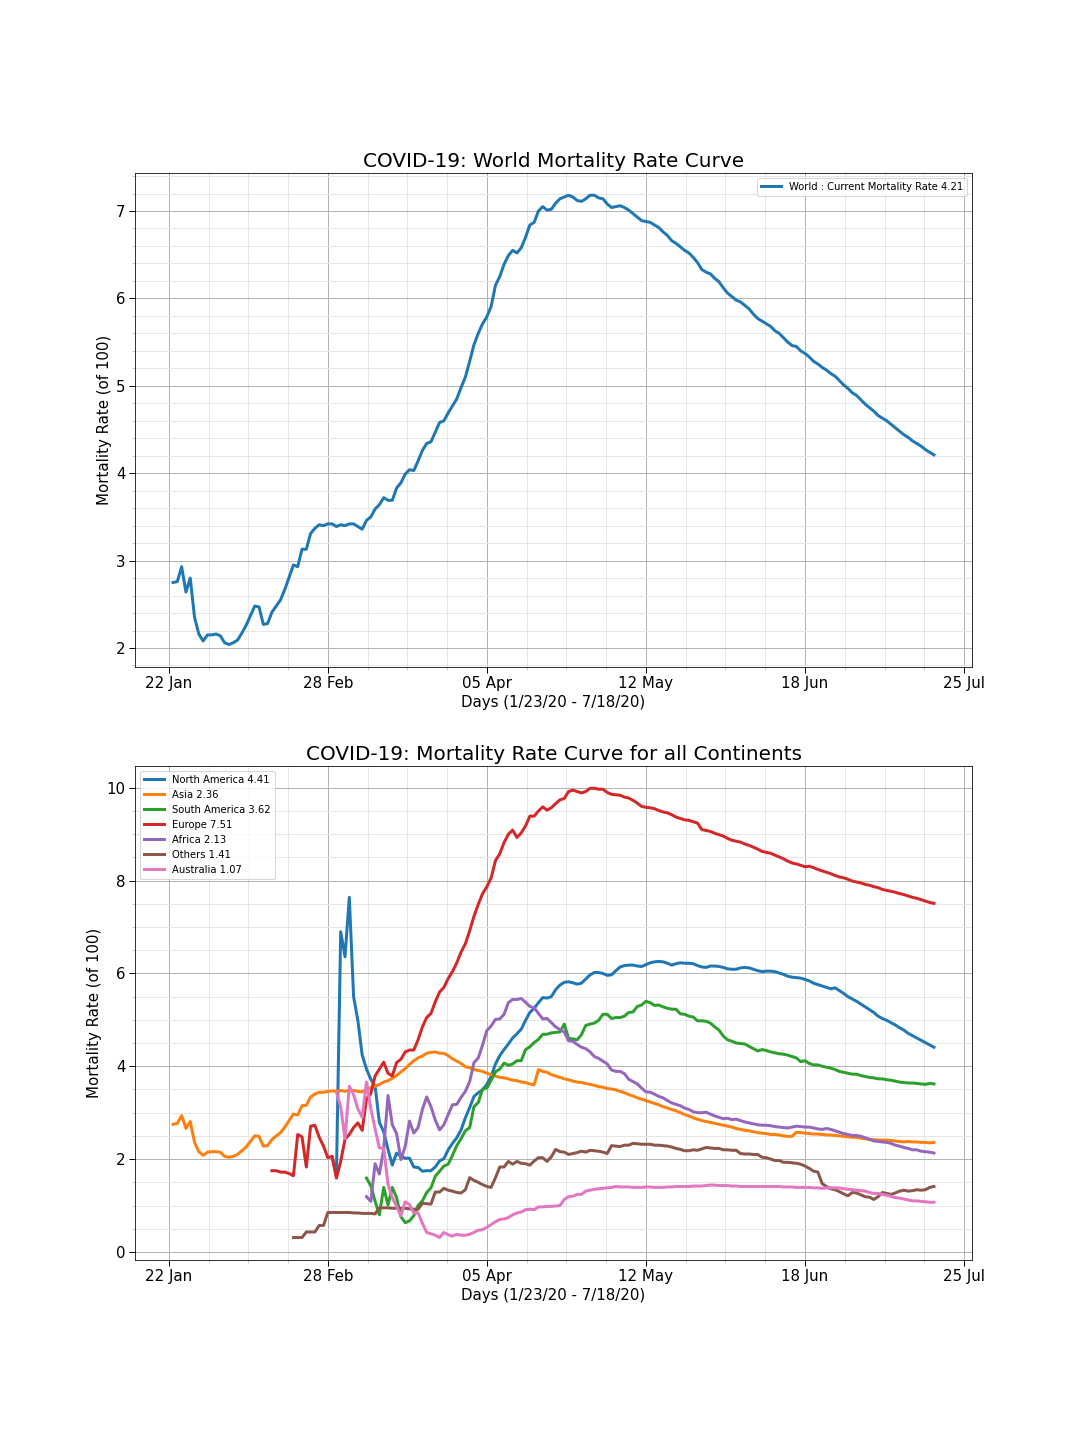 COVID-19: World Mortality Rate Curve
World : Current Mortality Rate 4.21
7
6
5
4
3
2
Mortality Rate (of 100)
22 Jan 28 Feb 05 Apr 12 May 18 Jun 25 Jul
Days (1/23/20 - 7/18/20)
COVID-19: Mortality Rate Curve for all Continents
North America 4.41
Asia 2.36
South America 3.62
Europe 7.51
Africa 2.13
Others 1.41
Australia 1.07
10
8
6
4
2
0
Mortality Rate (of 100)
22 Jan 28 Feb 05 Apr 12 May 18 Jun 25 Jul
Days (1/23/20 - 7/18/20)